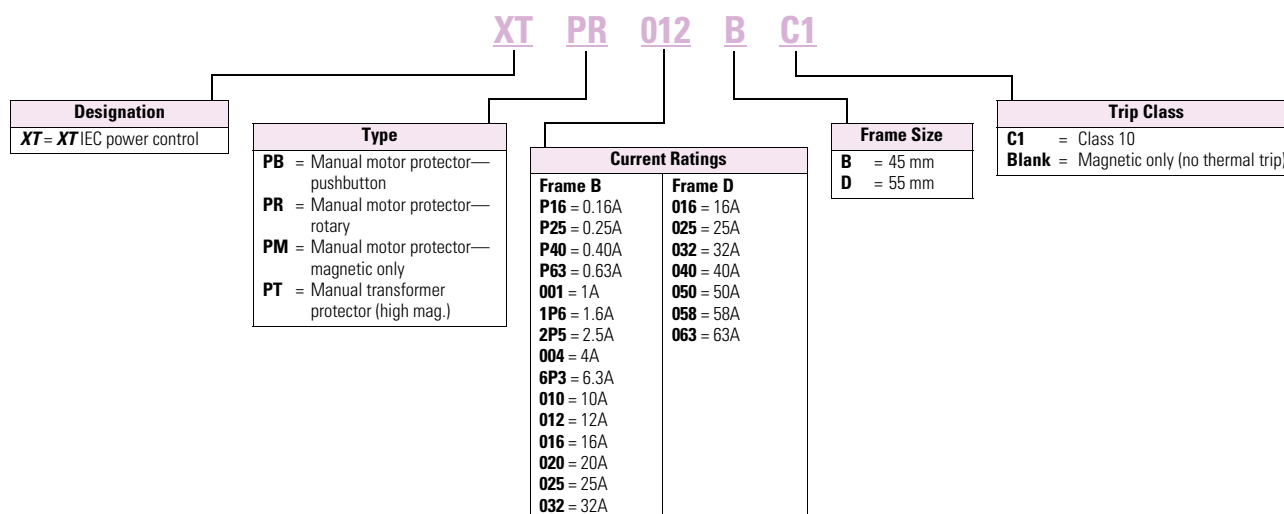 XT PR 012 B C1
Designation
XT = XT IEC power control
Type
PB = Manual motor protector—
pushbutton
PR = Manual motor protector—
rotary
PM = Manual motor protector—
magnetic only
PT = Manual transformer
protector (high mag.)
Current Ratings
Frame B
P16 = 0.16A
P25 = 0.25A
P40 = 0.40A
P63 = 0.63A
001 = 1A
1P6 = 1.6A
2P5 = 2.5A
004 = 4A
6P3 = 6.3A
010 = 10A
012 = 12A
016 = 16A
020 = 20A
025 = 25A
032 = 32A
Frame D
016 = 16A
025 = 25A
032 = 32A
040 = 40A
050 = 50A
058 = 58A
063 = 63A
Frame Size
B = 45 mm
D = 55 mm
Trip Class
C1 = Class 10
Blank = Magnetic only (no thermal trip)